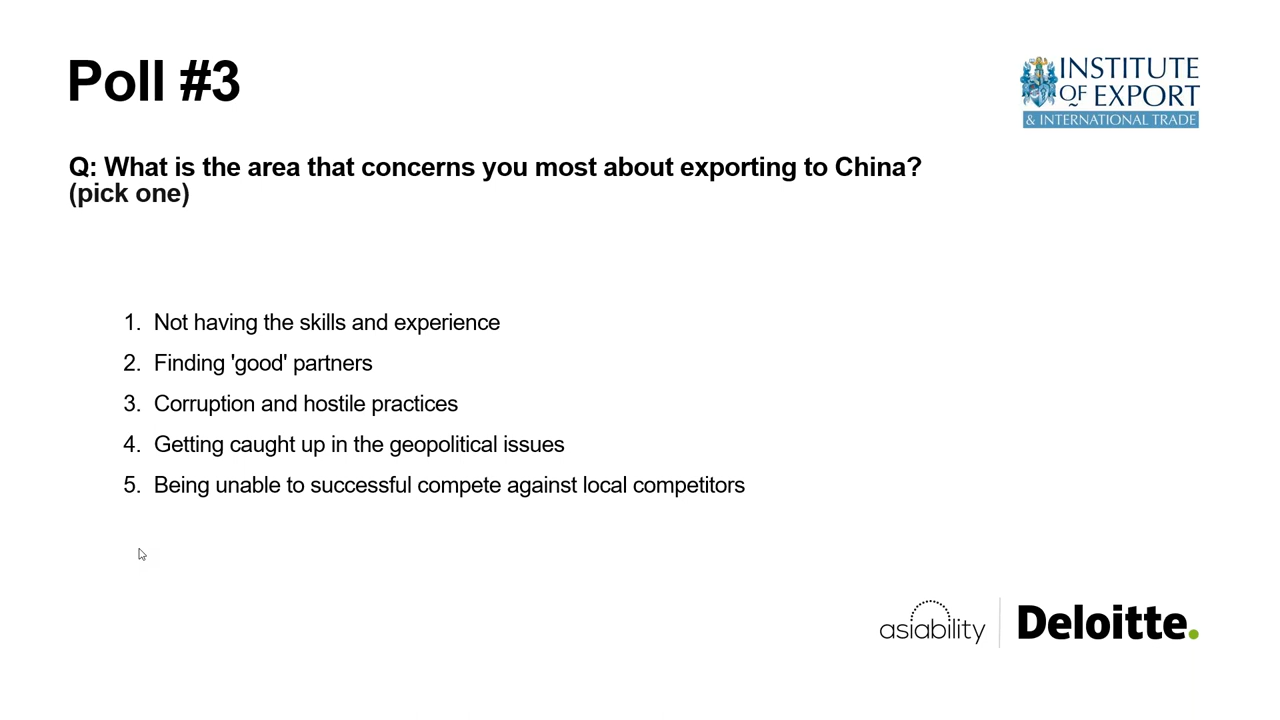 Poll #3
INSTITUTE
OF EXPORT
& INTERNATIONAL TRADE
Q: What is the area that concerns you most about exporting to China?
(pick one)
1. Not having the skills and experience
2. Finding 'good' partners
3. Corruption and hostile practices
4. Getting caught up in the geopolitical issues
5. Being unable to successful compete against local competitors
asiability
Deloitte.